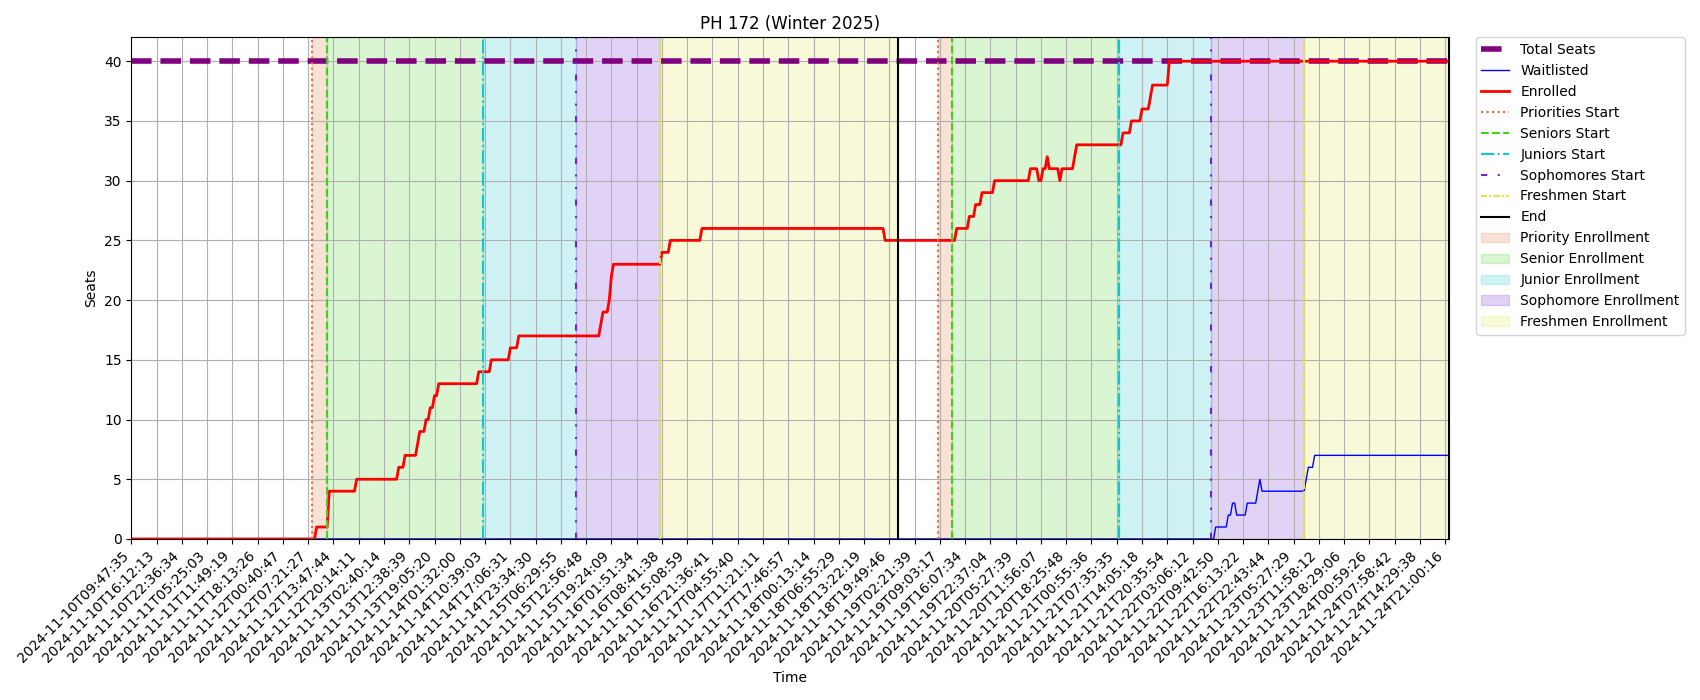 PH 172 (Winter 2025)
Seats
40
35
30
25
20
15
10
5
0
2024-11-10T09:47:35
2024-11-10T16:12:13
2024-11-10T22:36:34
2024-11-11T05:25:03
2024-11-11T11:49:19
2024-11-11T18:13:26
2024-11-12T00:40:47
2024-11-12T07:21:27
2024-11-12T13:47:44
2024-11-12T20:14:11
2024-11-13T02:40:14
2024-11-13T12:38:39
2024-11-13T19:05:20
2024-11-14T01:32:00
2024-11-14T10:39:03
2024-11-14T17:06:31
2024-11-14T23:34:30
2024-11-15T06:29:55
2024-11-15T12:56:48
2024-11-15T19:24:09
2024-11-16T01:51:34
2024-11-16T08:41:38
2024-11-16T15:08:59
2024-11-16T21:36:41
2024-11-17T04:55:40
2024-11-17T11:21:11
2024-11-17T17:46:57
2024-11-18T00:13:14
2024-11-18T06:55:29
2024-11-18T13:22:19
2024-11-18T19:49:46
2024-11-19T02:21:39
2024-11-19T09:03:17
2024-11-19T16:07:34
2024-11-19T22:37:04
2024-11-20T05:27:39
2024-11-20T11:56:07
2024-11-20T18:25:48
2024-11-21T00:55:36
2024-11-21T07:35:35
2024-11-21T14:05:18
2024-11-21T20:35:54
2024-11-22T03:06:12
2024-11-22T09:42:50
2024-11-22T16:13:22
2024-11-22T22:43:44
2024-11-23T05:27:29
2024-11-23T11:58:12
2024-11-23T18:29:06
2024-11-24T00:59:26
2024-11-24T07:58:42
2024-11-24T14:29:38
2024-11-24T21:00:16
Time
Total Seats
Waitlisted
Enrolled
Priorities Start
Seniors Start
Juniors Start
Sophomores Start
Freshmen Start
End
Priority Enrollment
Senior Enrollment
Junior Enrollment
Sophomore Enrollment
Freshmen Enrollment